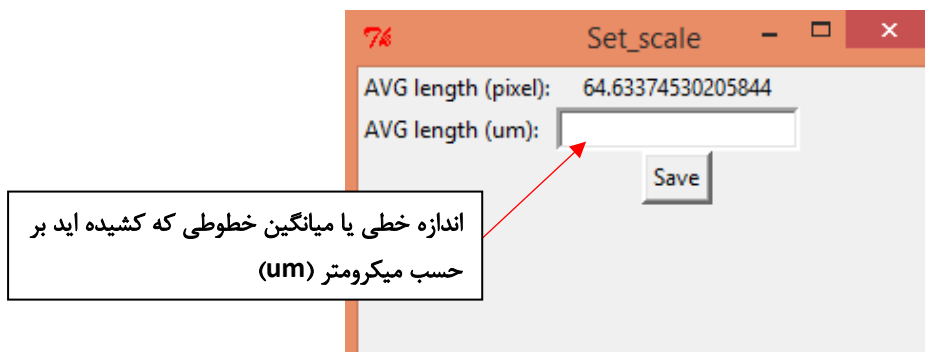 Set_scale
AVG length (pixel): 64.63374530205844
AVG length (um):
Save
اندازه خطی یا میانگین خطوطی که کشیده اید بر
حسب میکرومتر (um)